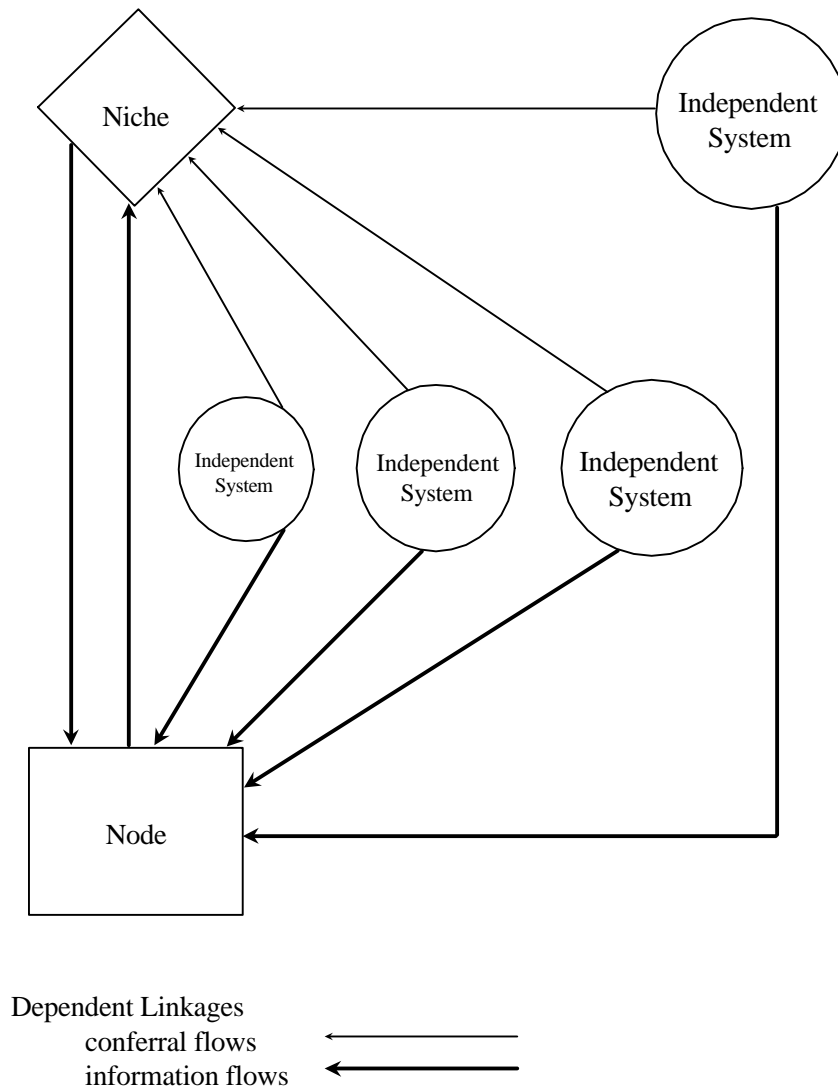 Niche
Independent
System
Independent
System
Independent
System
Independent
System
Node
Dependent Linkages
conferral flows
information flows